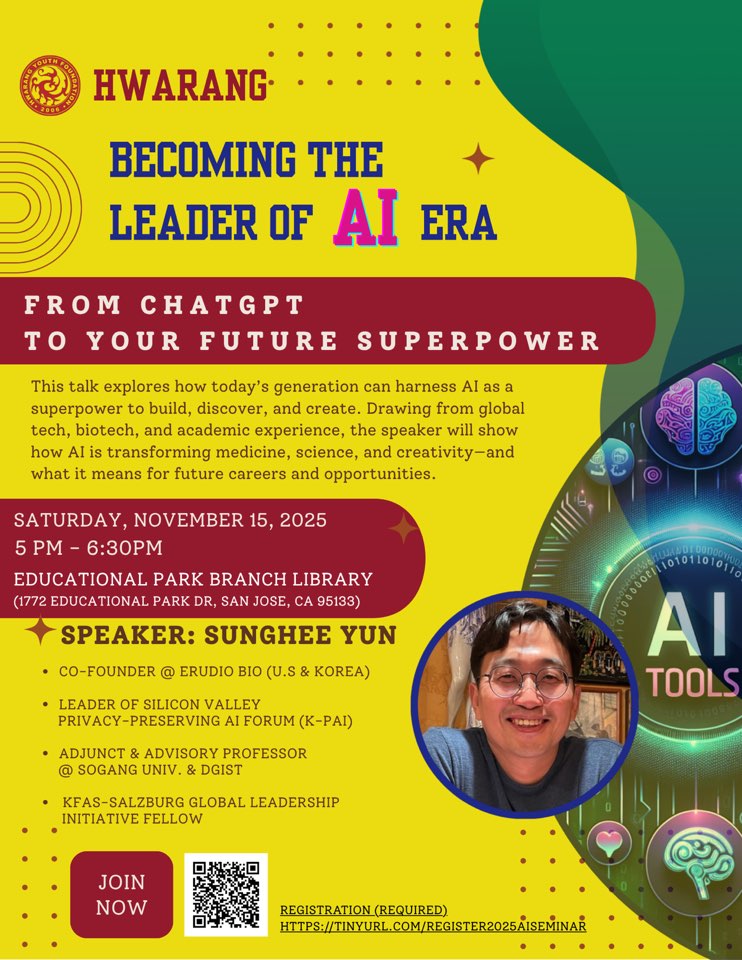 HWARANG YOUTH FOUNDATION
2006
HWARANG
BECOMING THE
LEADER OF AI ERA
FROM CHATGPT
TO YOUR FUTURE SUPERPOWER
This talk explores how today's generation can harness AI as a
superpower to build, discover, and create. Drawing from global
tech, biotech, and academic experience, the speaker will show
how AI is transforming medicine, science, and creativity—and
what it means for future careers and opportunities.
SATURDAY, NOVEMBER 15, 2025
5 PM - 6:30PM
EDUCATIONAL PARK BRANCH LIBRARY
(1772 EDUCATIONAL PARK DR, SAN JOSE, CA 95133)
SPEAKER: SUNGHEE YUN
• CO-FOUNDER @ ERUDIO BIO (U.S & KOREA)
• LEADER OF SILICON VALLEY
PRIVACY-PRESERVING AI FORUM (K-PAI)
• ADJUNCT & ADVISORY PROFESSOR
@ SOGANG UNIV. & DGIST
• KFAS-SALZBURG GLOBAL LEADERSHIP
INITIATIVE FELLOW
AI
TOOLS
JOIN
NOW
REGISTRATION (REQUIRED)
HTTPS://TINYURL.COM/REGISTER2025AISEMINAR